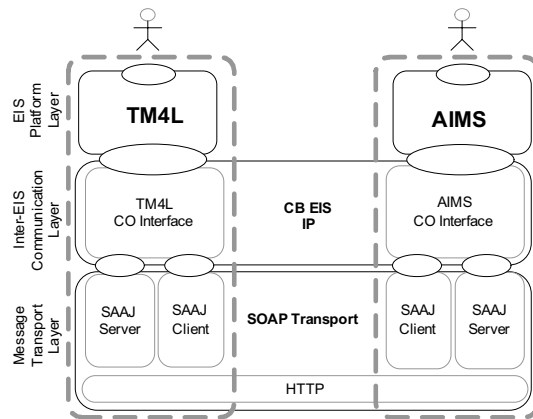 EIS
Platform
Layer
TM4L
AIMS
Inter-EIS
Communication
Layer
TM4L
CO Interface
CB EIS
IP
AIMS
CO Interface
Message
Transport
Layer
SAAJ
Server
SAAJ
Client
SOAP Transport
SAAJ
Client
SAAJ
Server
HTTP